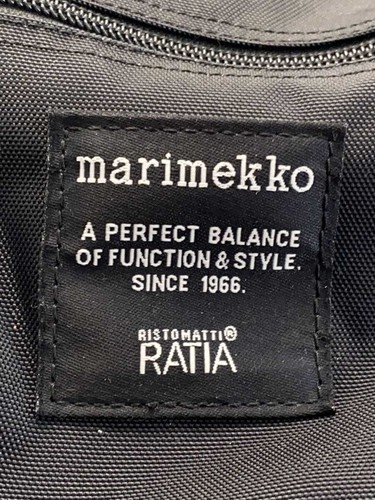 marimekko
A PERFECT BALANCE
OF FUNCTION & STYLE.
SINCE 1966.
RISTOMATTI®
RATIA